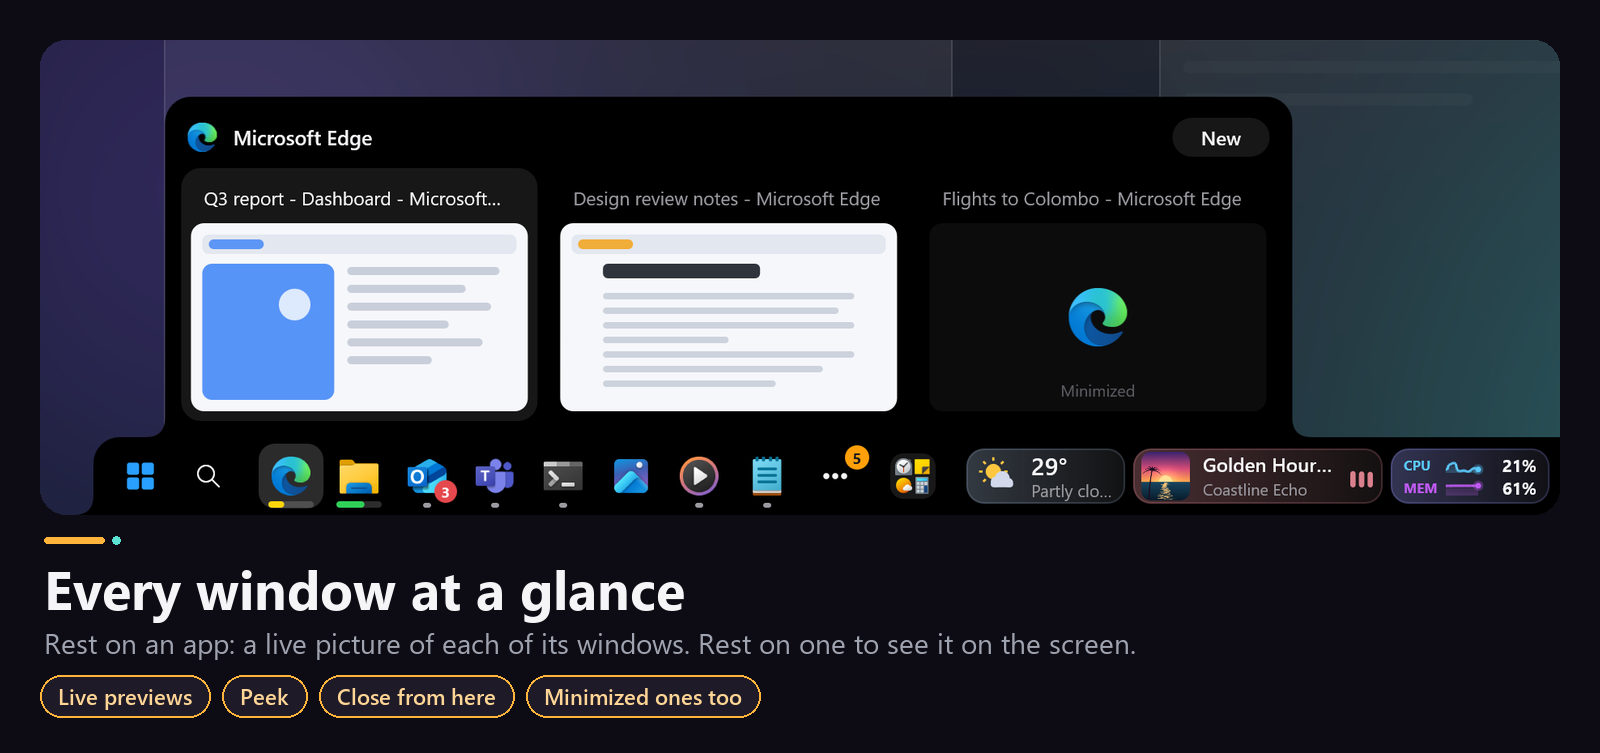 Microsoft Edge
New
Q3 report - Dashboard - Microsoft...
Design review notes - Microsoft Edge
Flights to Colombo - Microsoft Edge
Minimized
3
5
29°
Partly clo...
Golden Hour...
Coastline Echo
CPU 21%
MEM 61%
Every window at a glance
Rest on an app: a live picture of each of its windows. Rest on one to see it on the screen.
Live previews
Peek
Close from here
Minimized ones too